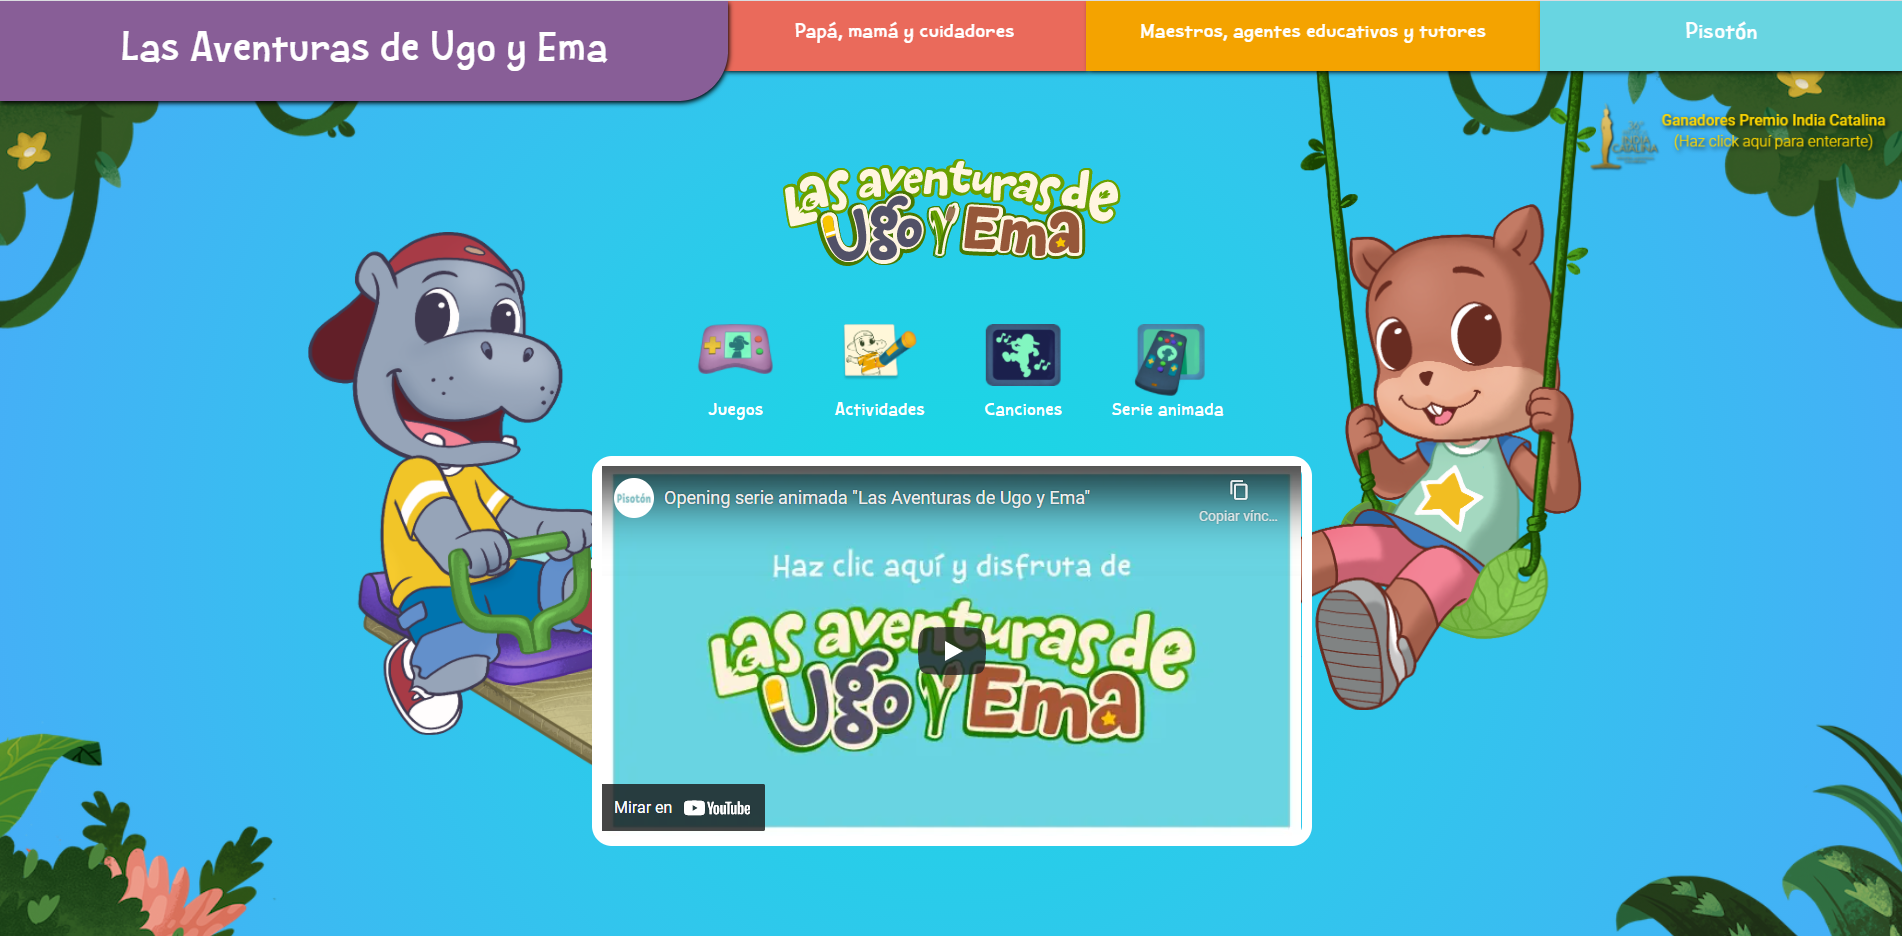 Las Aventuras de Ugo y Ema
Papá, mamá y cuidadores
Maestros, agentes educativos y tutores
Pisotón
INDIA
CATALINA
Ganadores Premio India Catalina
(Haz click aquí para enterarte)
Las aventuras de
Ugo y Ema
Juegos
Actividades
Canciones
Serie animada
Pisotón
Opening serie animada "Las Aventuras de Ugo y Ema"
Copiar vínc...
Haz clic aquí y disfruta de
Las aventuras de
Ugo y Ema
Mirar en YouTube